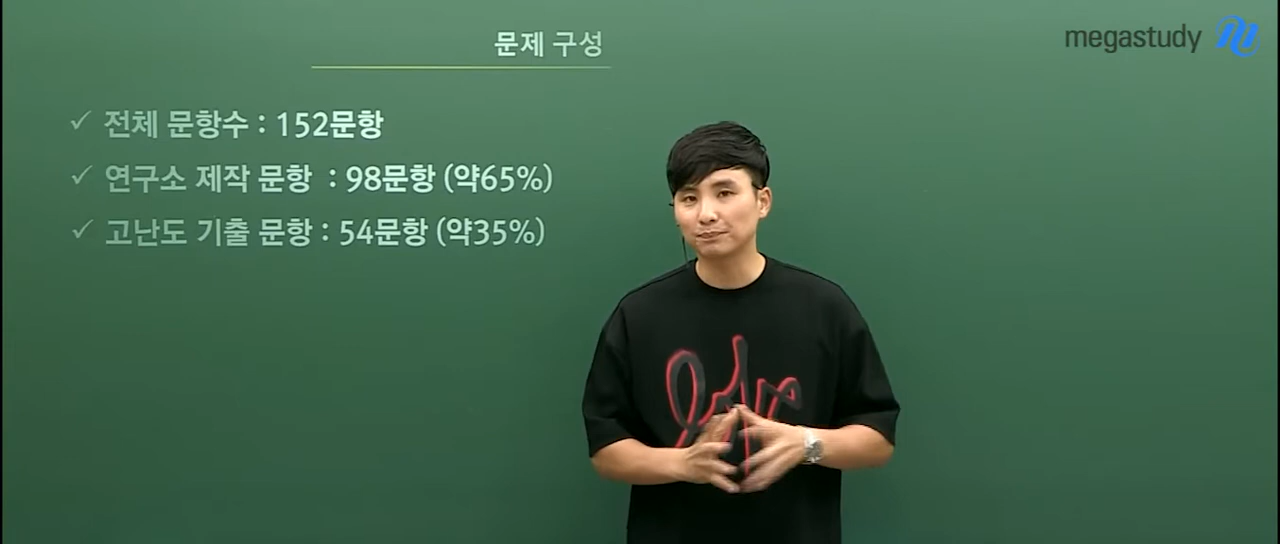 문제 구성
megastudy
✓ 전체 문항수 : 152문항
✓ 연구소 제작 문항 : 98문항 (약65%)
✓ 고난도 기출 문항 : 54문항 (약35%)